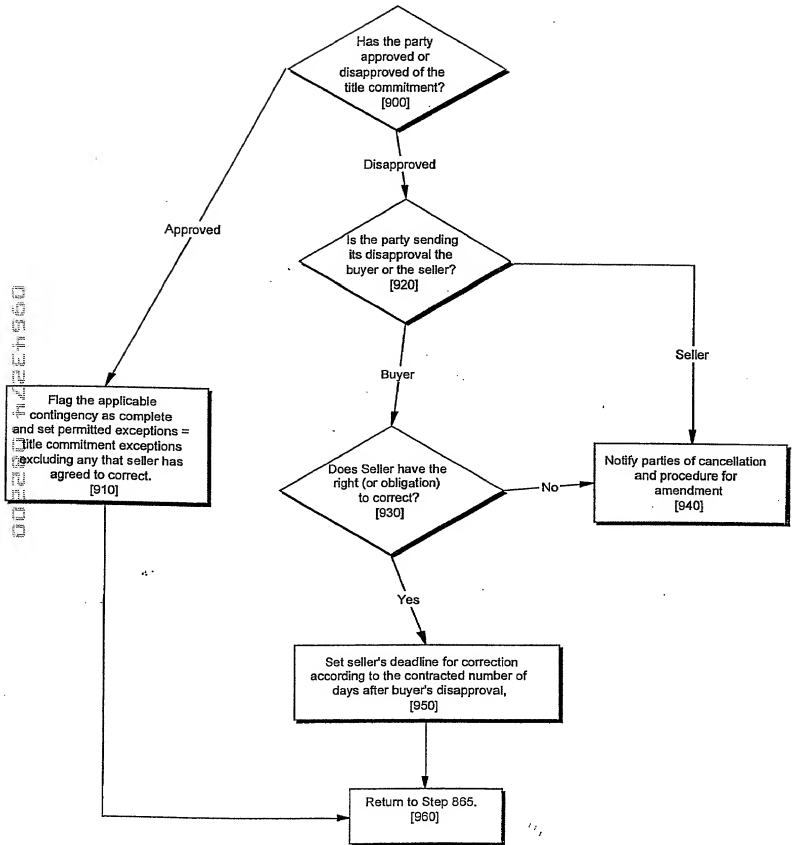 Has the party
approved or
disapproved of the
title commitment?
[900]
Disapproved
Approved
Is the party sending
its disapproval the
buyer or the seller?
[920]
Seller
Buyer
Flag the applicable
contingency as complete
and set permitted exceptions =
title commitment exceptions
excluding any that seller has
agreed to correct.
[910]
Does Seller have the
right (or obligation)
to correct?
[930]
No
Notify parties of cancellation
and procedure for
amendment
[940]
Yes
Set seller's deadline for correction
according to the contracted number of
days after buyer's disapproval,
[950]
Return to Step 865.
[960]